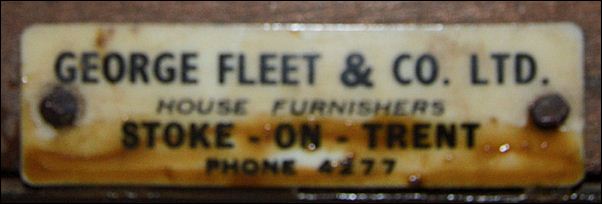 GEORGE FLEET & CO. LTD.
HOUSE FURNISHERS
STOKE - ON - TRENT
PHONE 4277